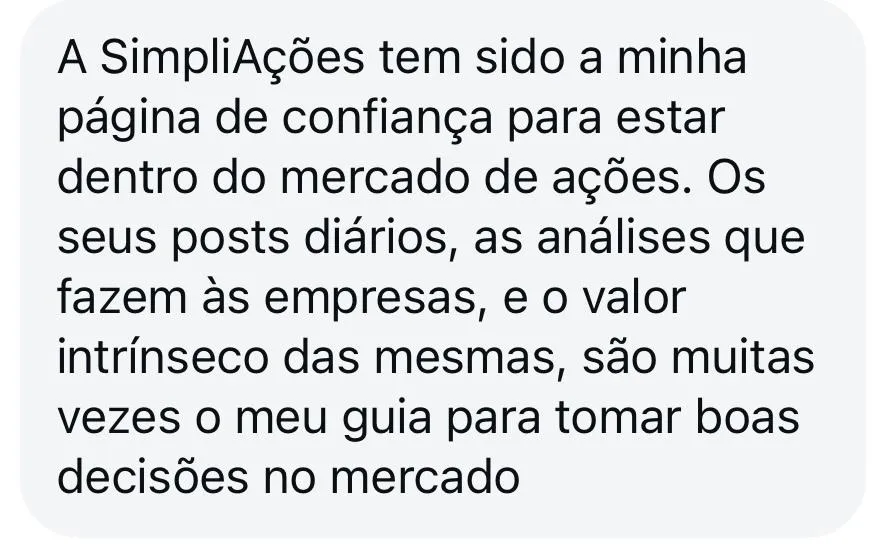 A SimpliAções tem sido a minha
página de confiança para estar
dentro do mercado de ações. Os
seus posts diários, as análises que
fazem às empresas, e o valor
intrínseco das mesmas, são muitas
vezes o meu guia para tomar boas
decisões no mercado